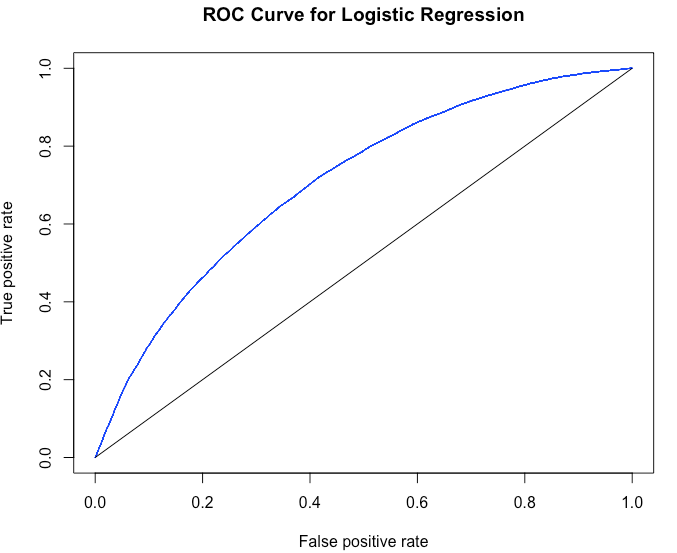 ROC Curve for Logistic Regression
True positive rate
1.0
0.8
0.6
0.4
0.2
0.0
0.0 0.2 0.4 0.6 0.8 1.0
False positive rate